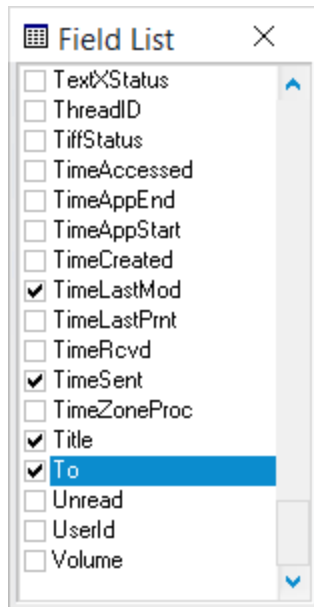 Field List
TextXStatus
ThreadID
TiffStatus
TimeAccessed
TimeAppEnd
TimeAppStart
TimeCreated
TimeLastMod
TimeLastPrnt
TimeRcvd
TimeSent
TimeZoneProc
Title
To
Unread
UserId
Volume